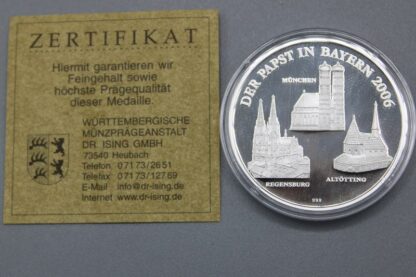 ZERTIFIKAT
Hiermit garantieren wir
Feingehalt sowie
höchste Prägequalität
dieser Medaille.
WÜRTTEMBERGISCHE
MÜNZPRÄGEANSTALT
DR. ISING GMBH
73540 Heubach
Telefon 07173/2651
Telefax 07173/12769
E-Mail info@dr-ising.de
Internet www.dr-ising.de
DER PAPST IN BAYERN 2006
MÜNCHEN
REGENSBURG
ALTÖTTING
999